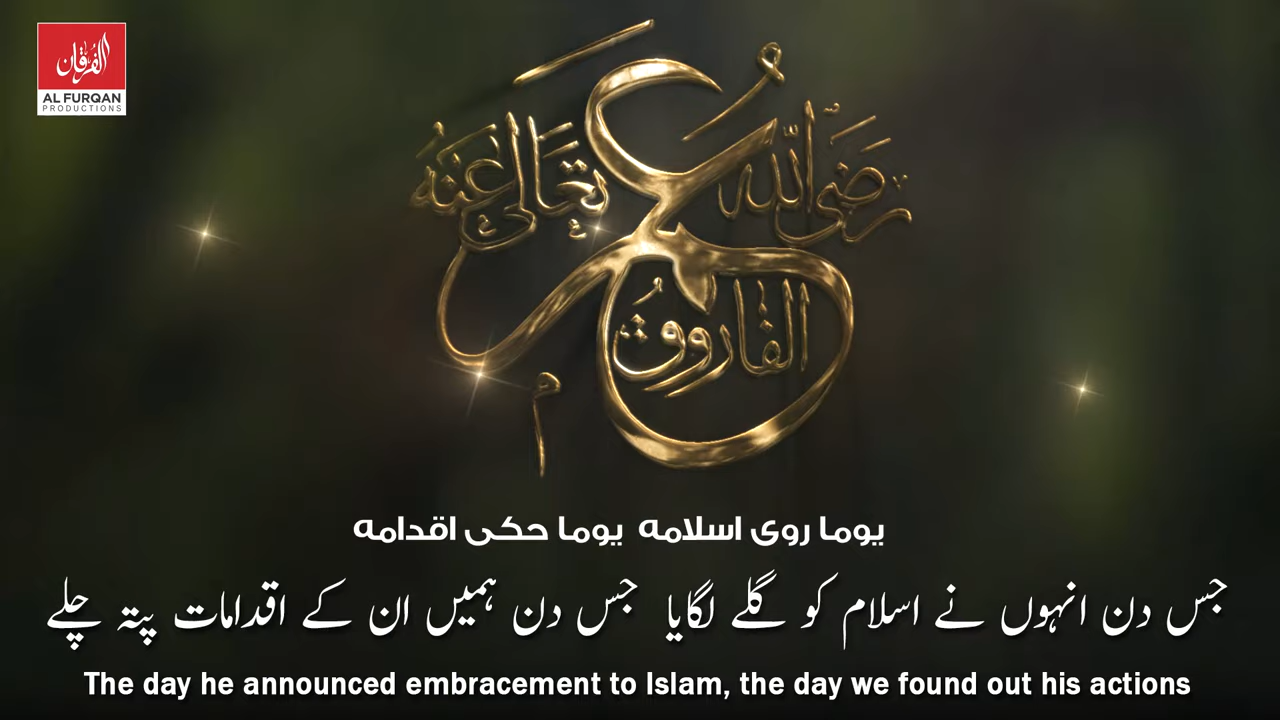 الفرقان
AL FURQAN
PRODUCTIONS
عمر
رضی اللہ تعالیٰ عنہ
الفاروق
یوما روی اسلامه یوما حکی اقدامه
جس دن انہوں نے اسلام کو گلے لگایا جس دن ہمیں ان کے اقدامات پتہ چلے
The day he announced embracement to Islam, the day we found out his actions